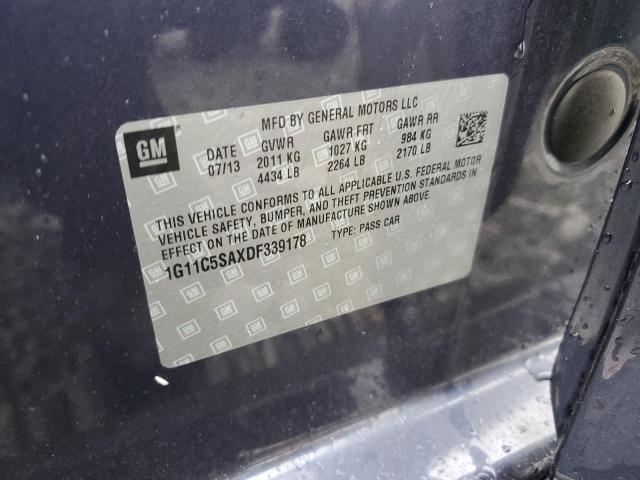 MFD BY GENERAL MOTORS LLC
GM
DATE GVWR GAWR FRT GAWR RR
07/13 2011 KG 1027 KG 984 KG
4434 LB 2264 LB 2170 LB
THIS VEHICLE CONFORMS TO ALL APPLICABLE U.S. FEDERAL MOTOR
VEHICLE SAFETY, BUMPER, AND THEFT PREVENTION STANDARDS IN
EFFECT ON THE DATE OF MANUFACTURE SHOWN ABOVE.
1G11C5SAXDF339178 TYPE: PASS CAR